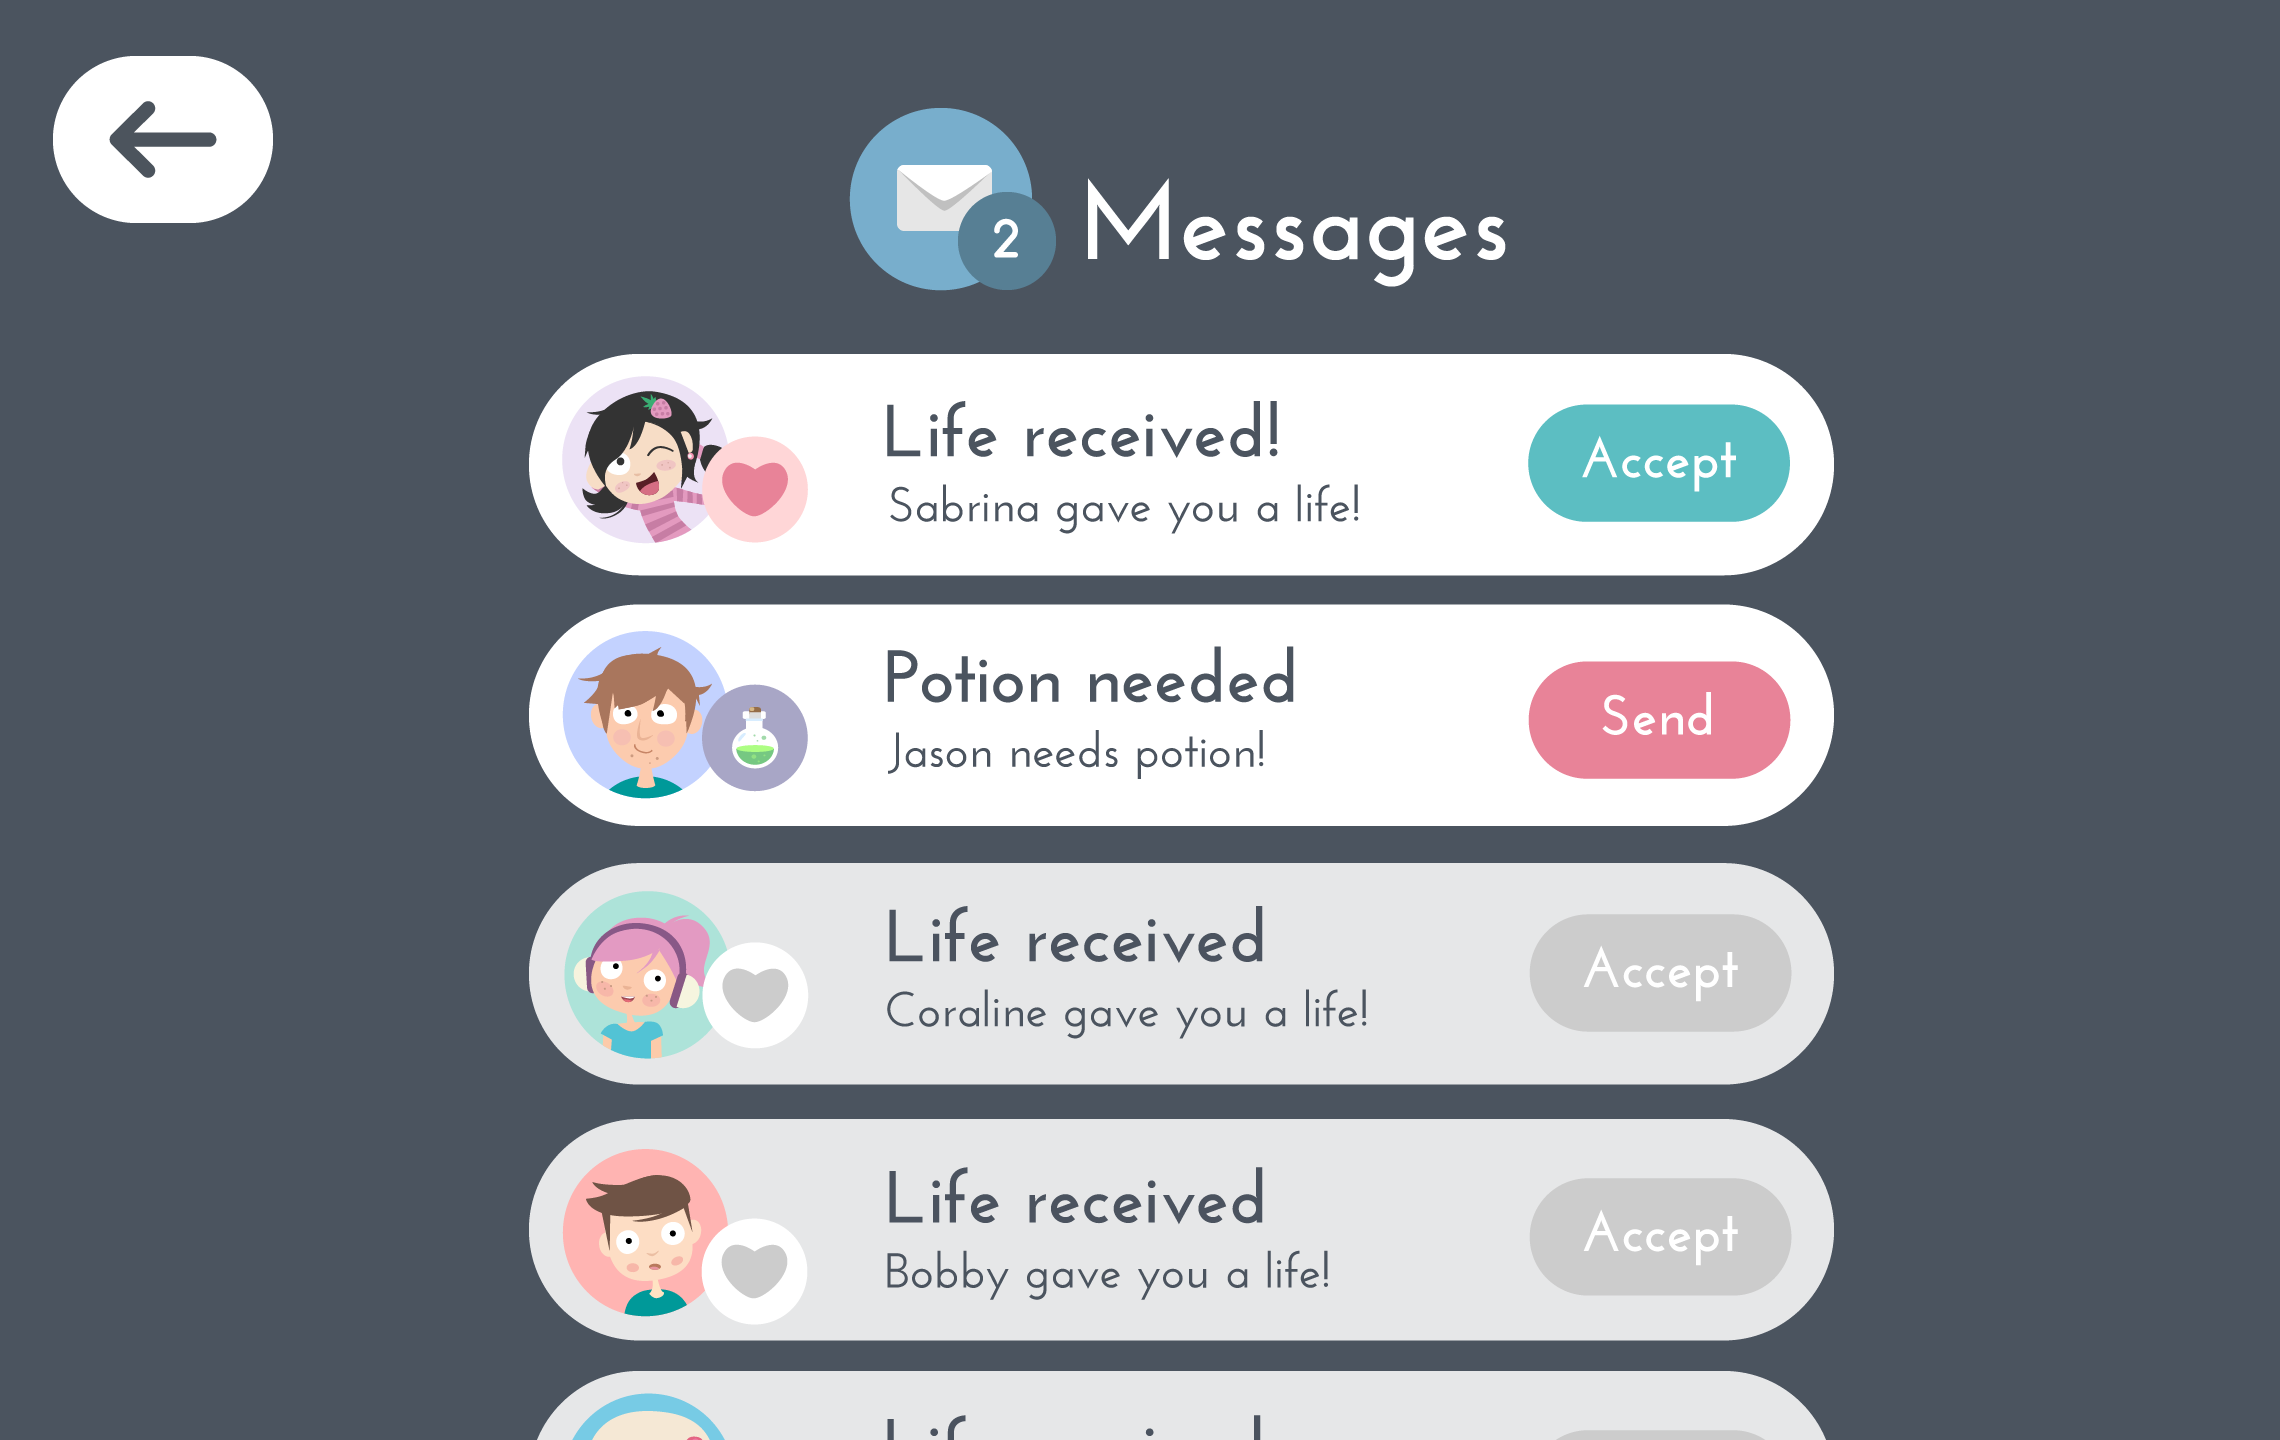 2
Messages
Life received!
Sabrina gave you a life!
Accept
Potion needed
Jason needs potion!
Send
Life received
Coraline gave you a life!
Accept
Life received
Bobby gave you a life!
Accept